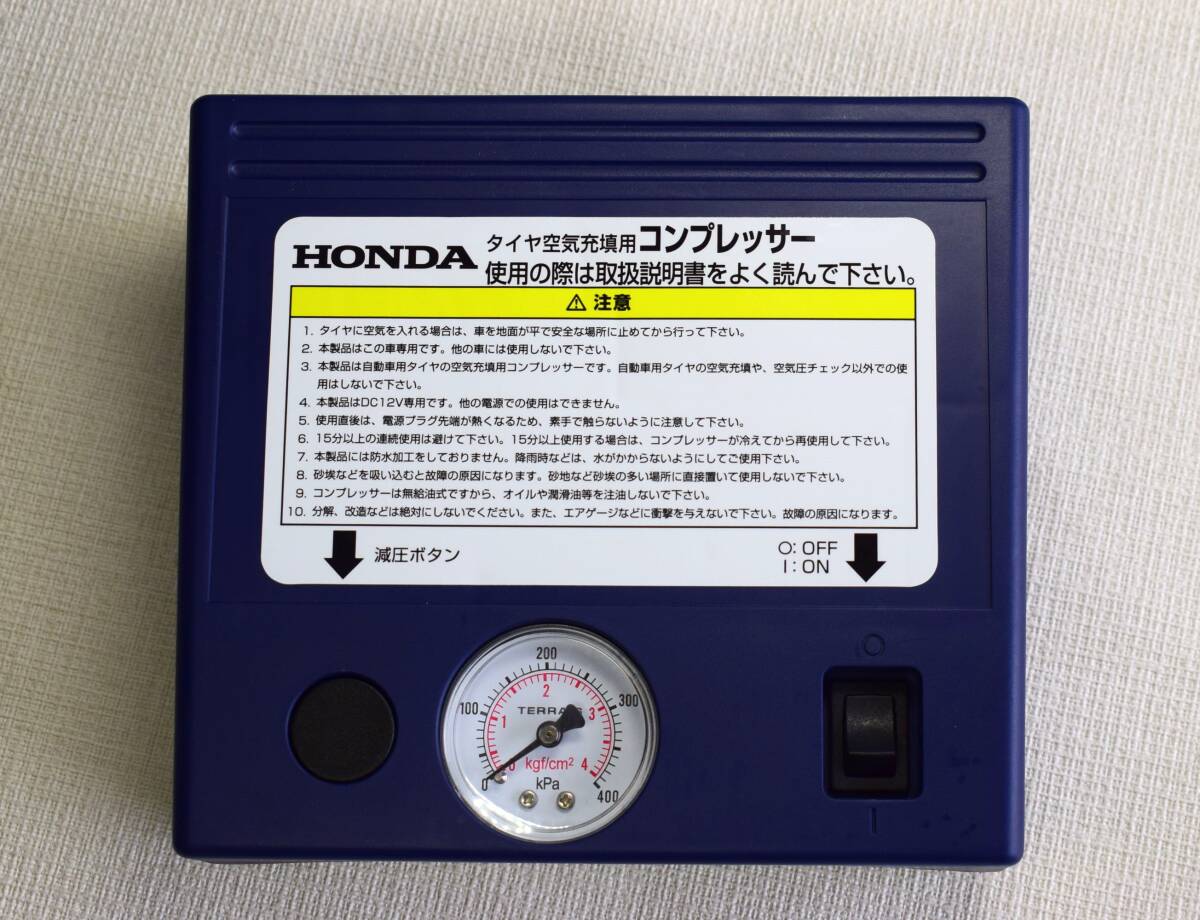 HONDA タイヤ空気充填用コンプレッサー
使用の際は取扱説明書をよく読んで下さい。
⚠ 注意
1. タイヤに空気を入れる場合は、車を地面が平で安全な場所に止めてから行って下さい。
2. 本製品はこの車専用です。他の車には使用しないで下さい。
3. 本製品は自動車用タイヤの空気充填用コンプレッサーです。自動車用タイヤの空気充填や、空気圧チェック以外での使
用はしないで下さい。
4. 本製品はDC12V専用です。他の電源での使用はできません。
5. 使用直後は、電源プラグ先端が熱くなるため、素手で触らないように注意して下さい。
6. 15分以上の連続使用は避けて下さい。15分以上使用する場合は、コンプレッサーが冷えてから再使用して下さい。
7. 本製品には防水加工をしておりません。降雨時などは、水がかからないようにしてご使用下さい。
8. 砂埃などを吸い込むと故障の原因になります。砂地など砂埃の多い場所に直接置いて使用しないで下さい。
9. コンプレッサーは無給油式ですから、オイルや潤滑油等を注油しないで下さい。
10. 分解、改造などは絶対にしないでください。また、エアゲージなどに衝撃を与えないで下さい。故障の原因になります。
減圧ボタン
○: OFF
I : ON
0 100 200 300 400
0 1 2 3 4
kgf/cm²
kPa
○
I